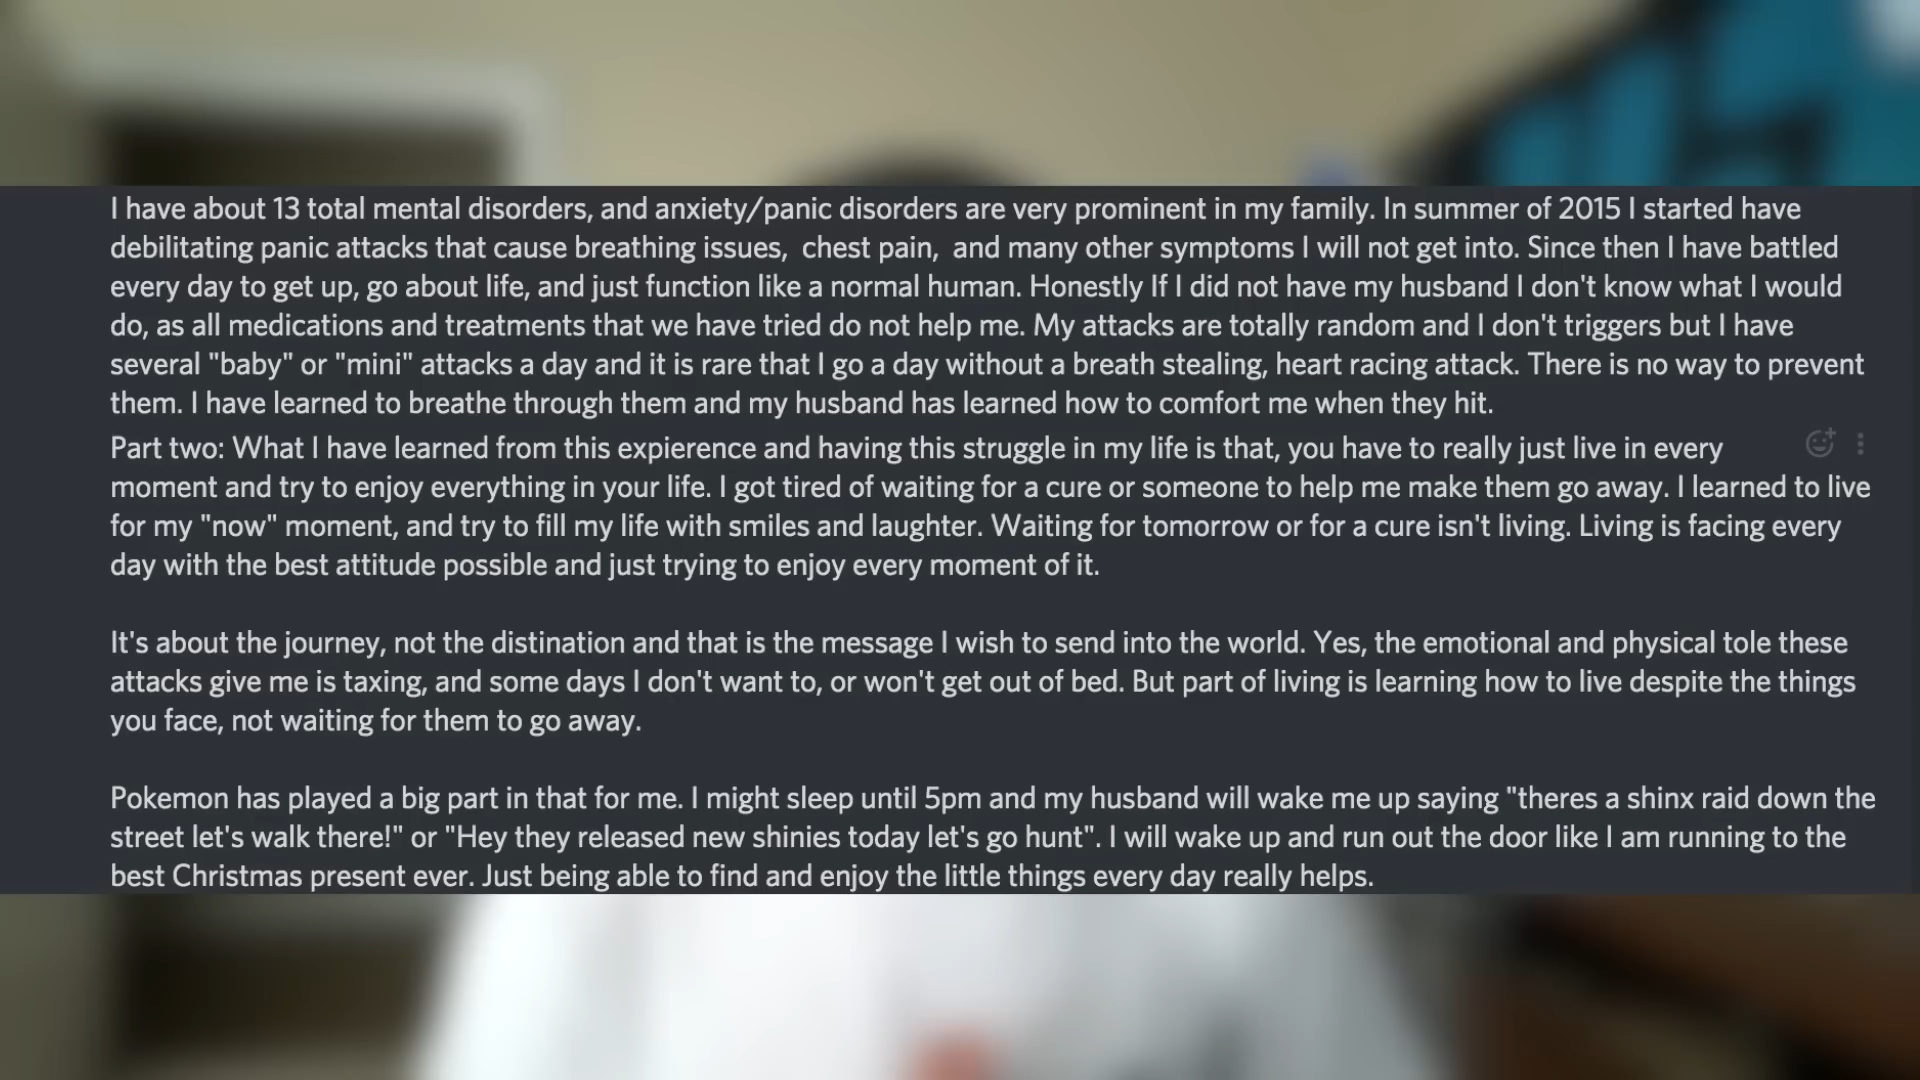 I have about 13 total mental disorders, and anxiety/panic disorders are very prominent in my family. In summer of 2015 I started have
debilitating panic attacks that cause breathing issues,  chest pain,  and many other symptoms I will not get into. Since then I have battled
every day to get up, go about life, and just function like a normal human. Honestly If I did not have my husband I don't know what I would
do, as all medications and treatments that we have tried do not help me. My attacks are totally random and I don't triggers but I have
several "baby" or "mini" attacks a day and it is rare that I go a day without a breath stealing, heart racing attack. There is no way to prevent
them. I have learned to breathe through them and my husband has learned how to comfort me when they hit.
Part two: What I have learned from this expierence and having this struggle in my life is that, you have to really just live in every
moment and try to enjoy everything in your life. I got tired of waiting for a cure or someone to help me make them go away. I learned to live
for my "now" moment, and try to fill my life with smiles and laughter. Waiting for tomorrow or for a cure isn't living. Living is facing every
day with the best attitude possible and just trying to enjoy every moment of it.
It's about the journey, not the distination and that is the message I wish to send into the world. Yes, the emotional and physical tole these
attacks give me is taxing, and some days I don't want to, or won't get out of bed. But part of living is learning how to live despite the things
you face, not waiting for them to go away.
Pokemon has played a big part in that for me. I might sleep until 5pm and my husband will wake me up saying "theres a shinx raid down the
street let's walk there!" or "Hey they released new shinies today let's go hunt". I will wake up and run out the door like I am running to the
best Christmas present ever. Just being able to find and enjoy the little things every day really helps.